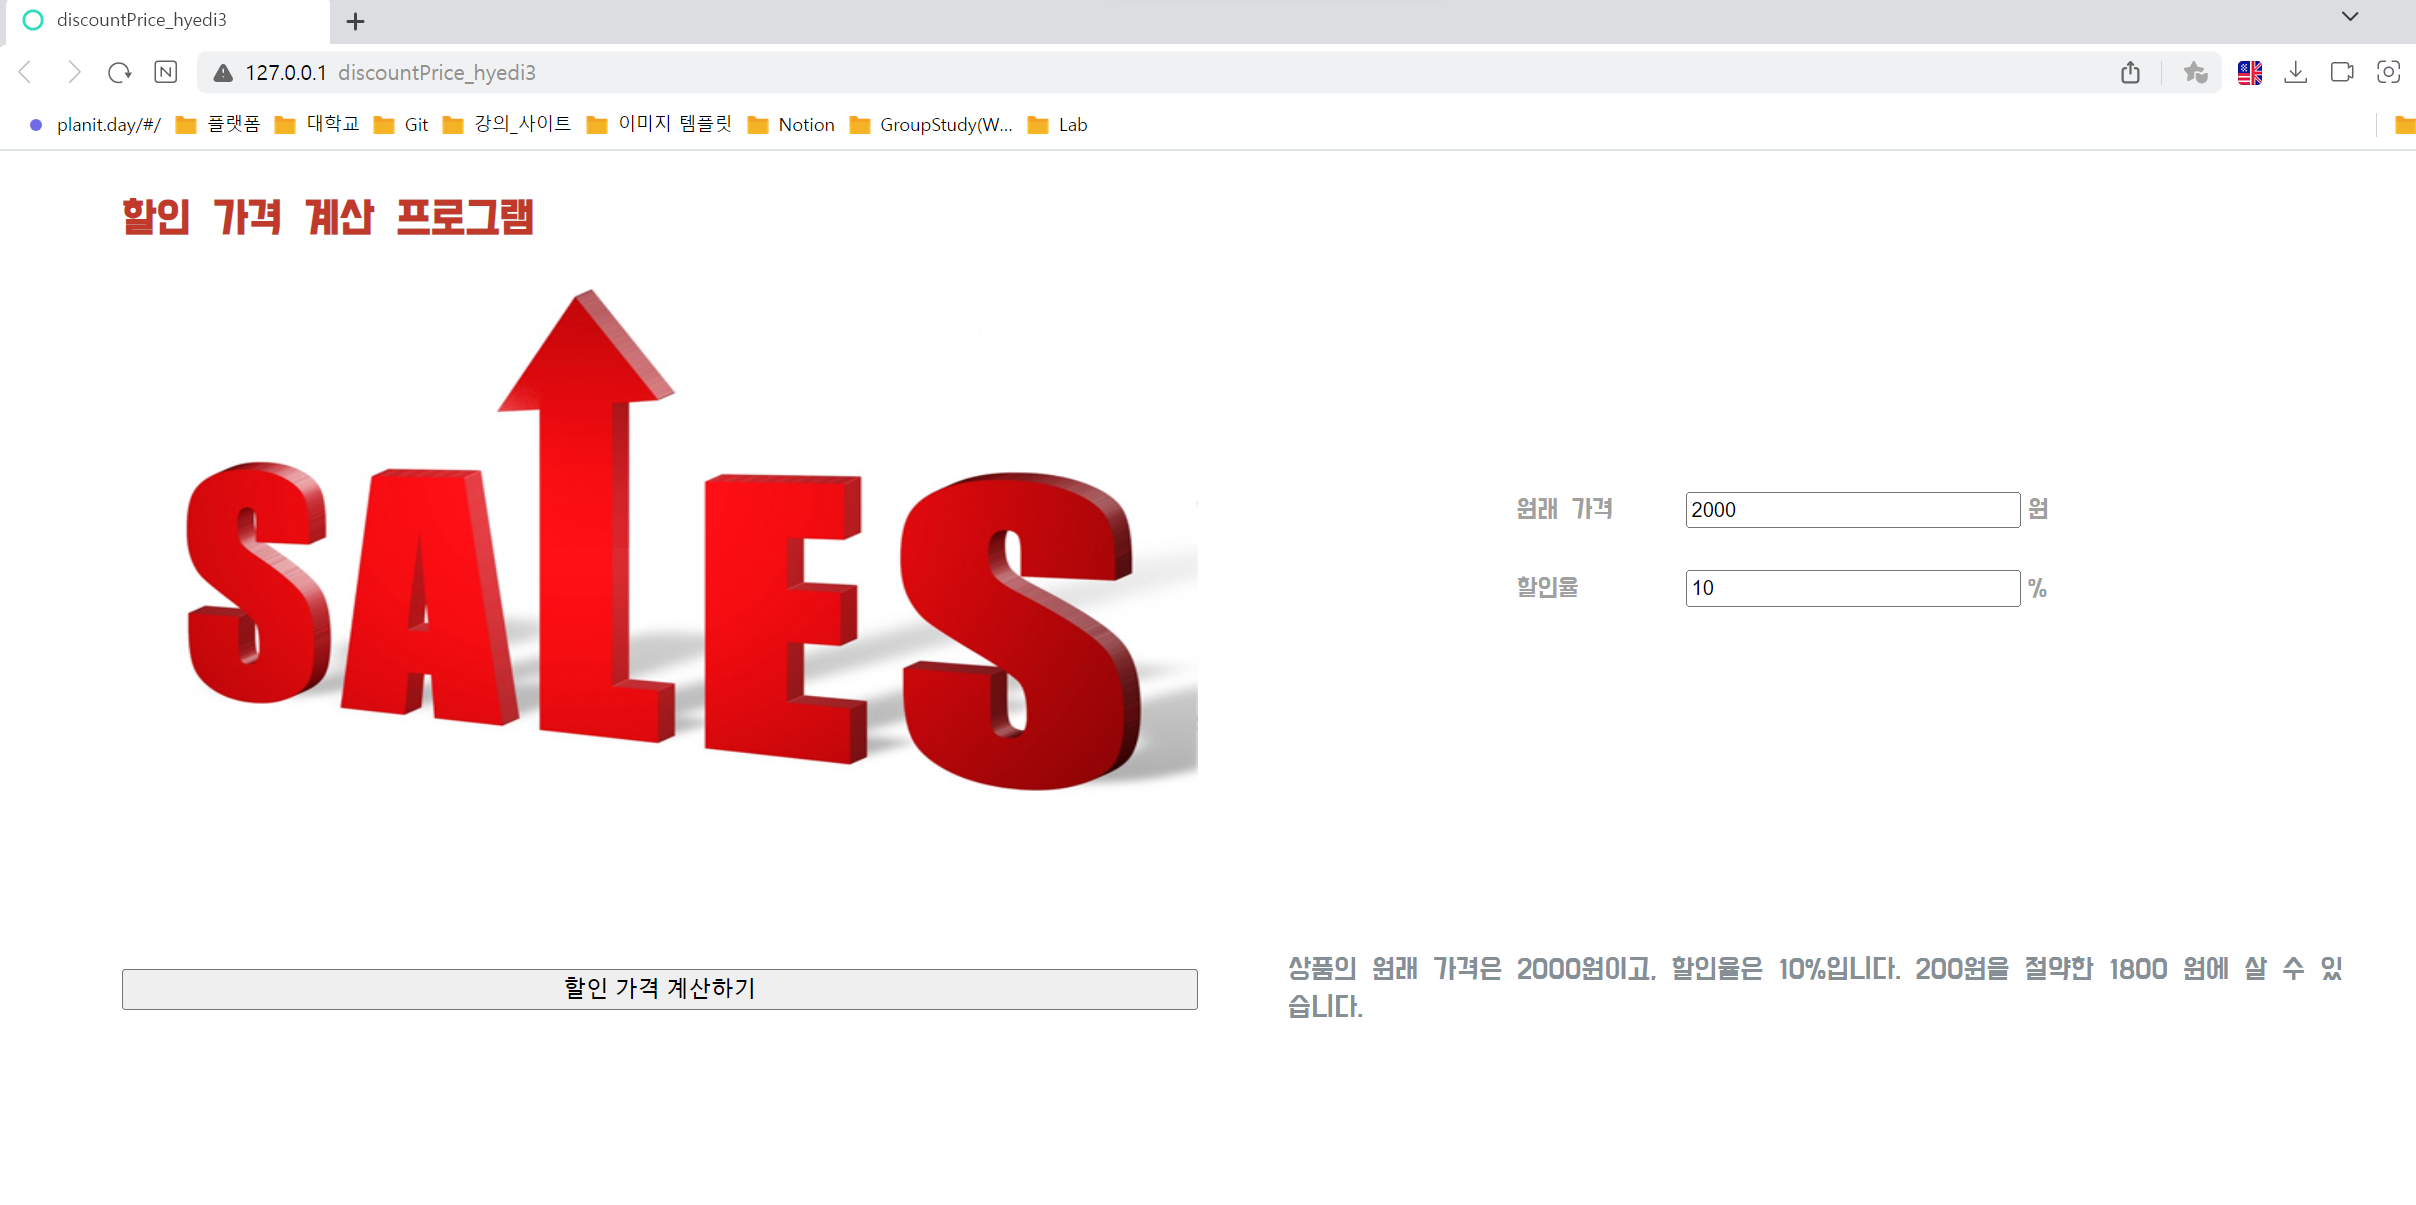 discountPrice_hyedi3
127.0.0.1 discountPrice_hyedi3
planit.day/#/ 플랫폼 대학교 Git 강의_사이트 이미지 템플릿 Notion GroupStudy(W... Lab
할인 가격 계산 프로그램
SALES
원래 가격 2000 원
할인율 10 %
할인 가격 계산하기
상품의 원래 가격은 2000원이고, 할인율은 10%입니다. 200원을 절약한 1800 원에 살 수 있
습니다.